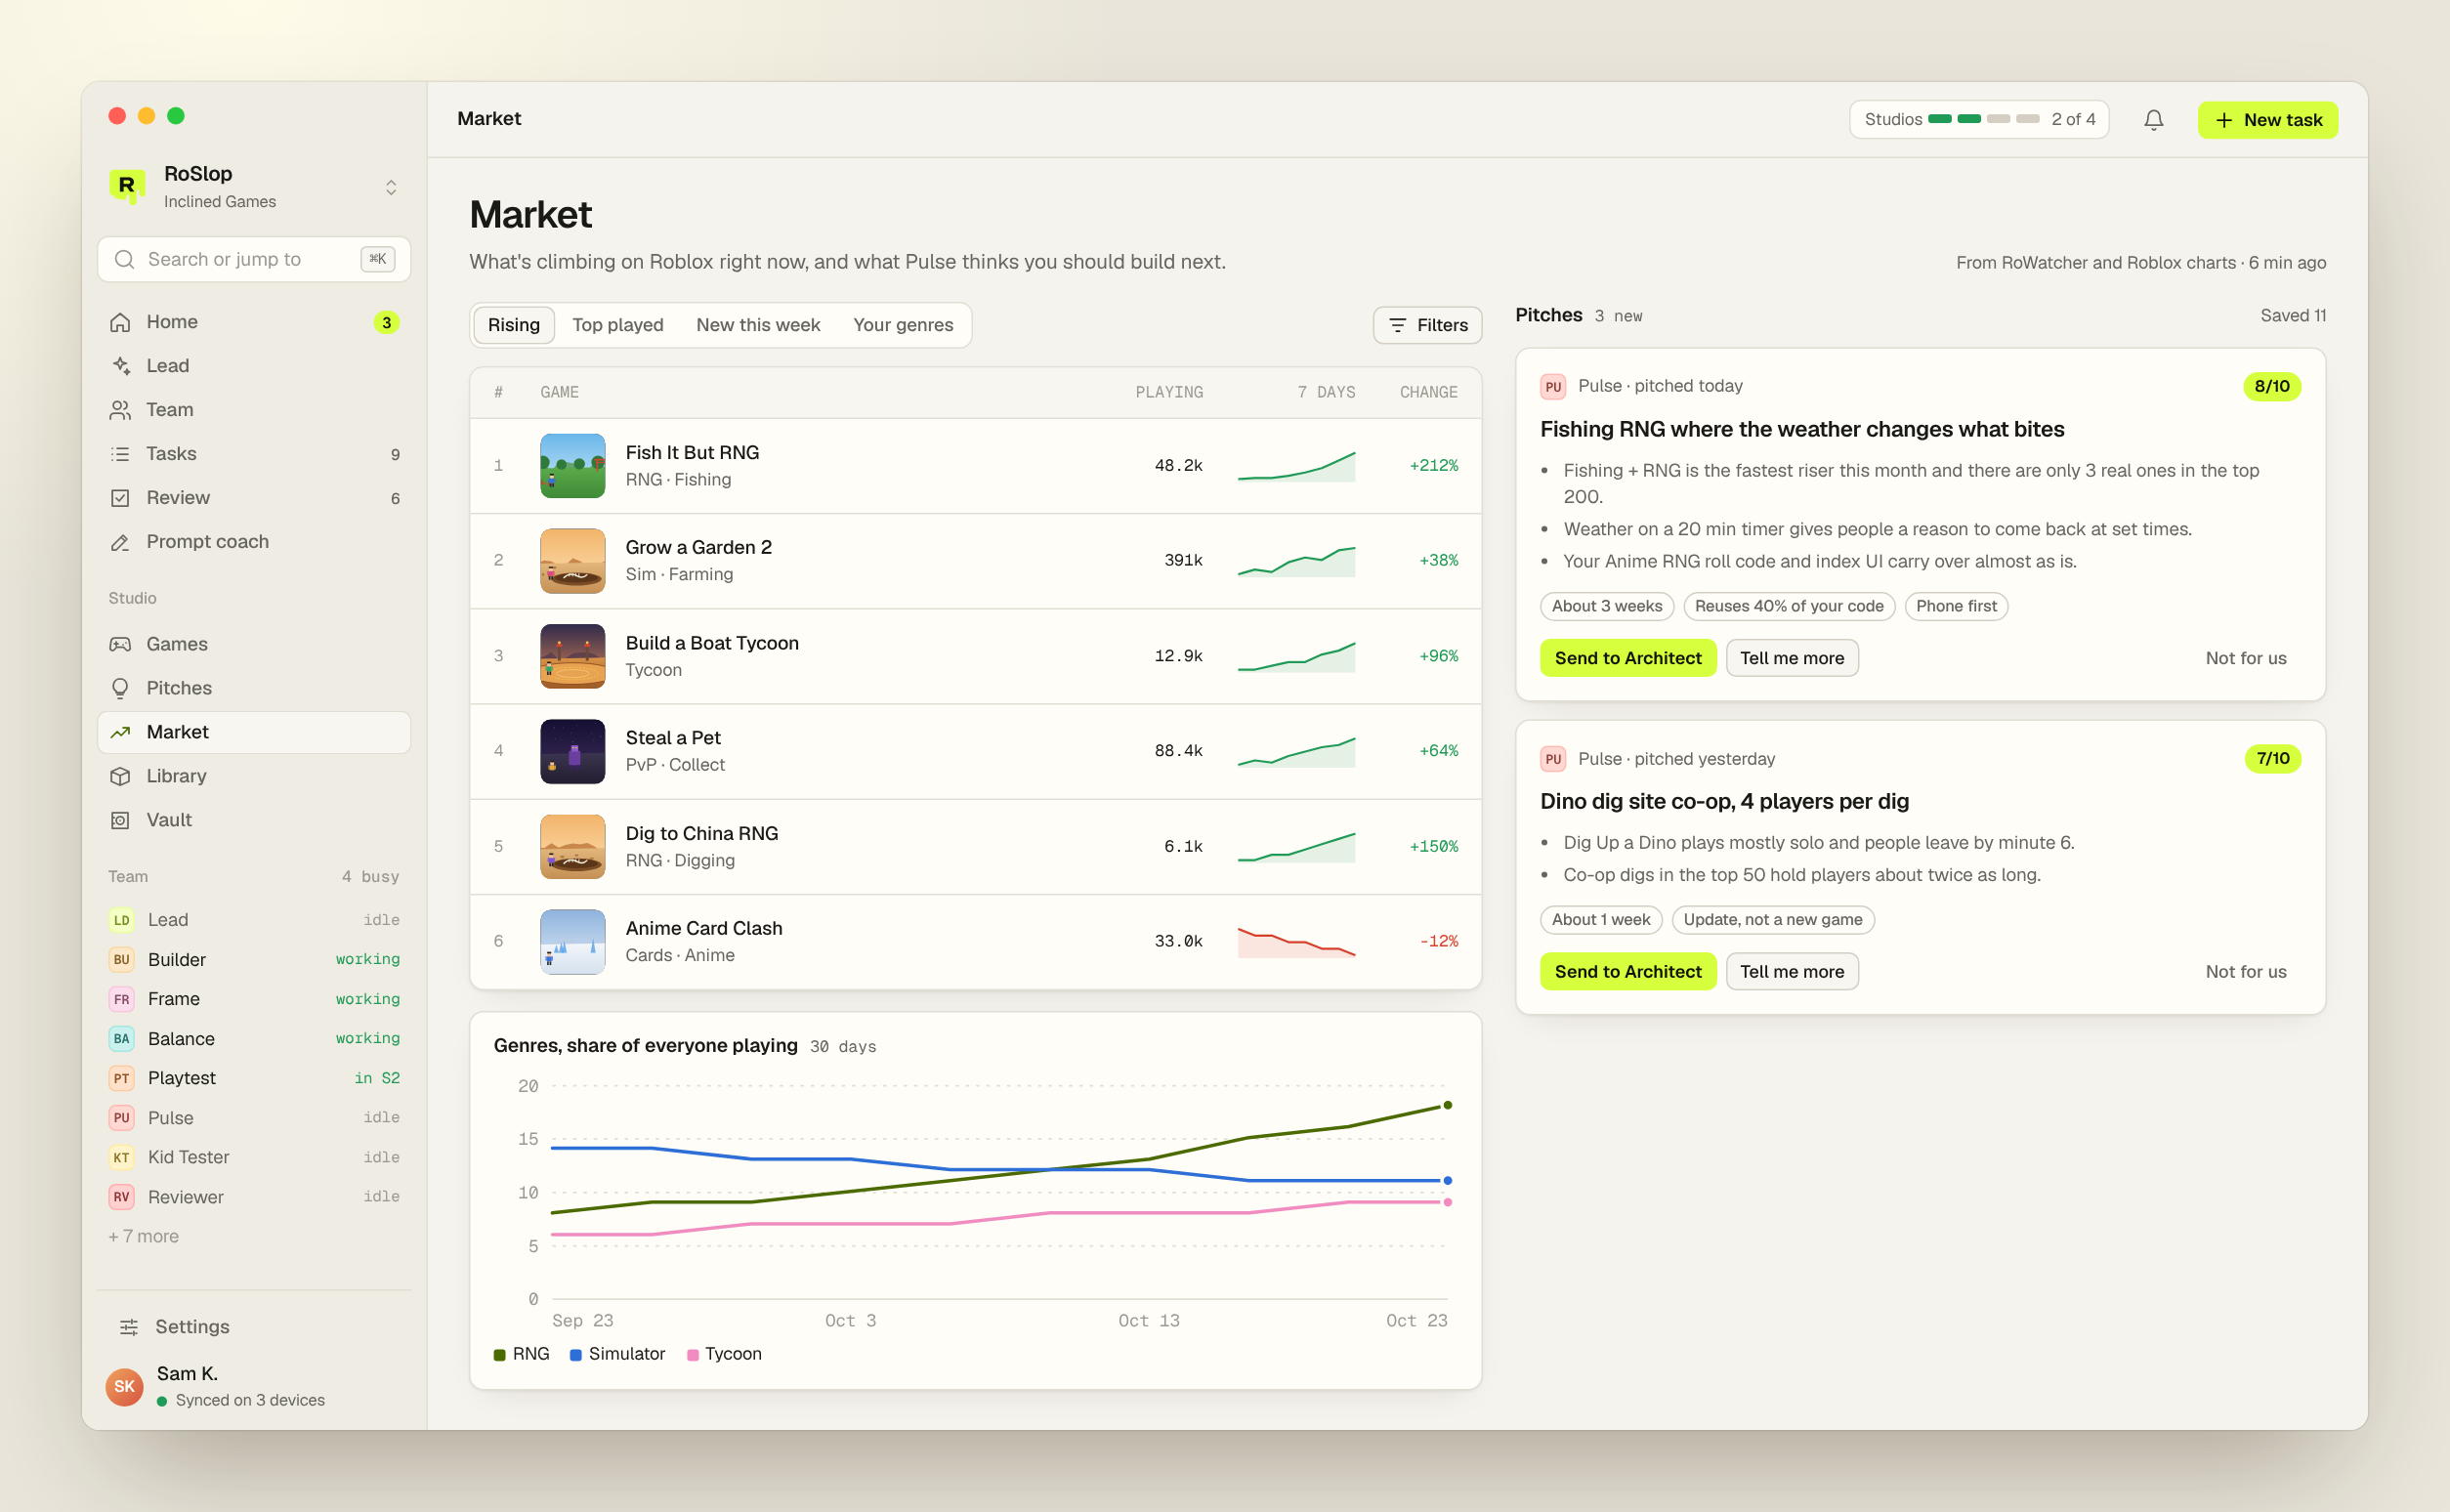 R
RoSlop
Inclined Games
Search or jump to
⌘K
Home
3
Lead
Team
Tasks
9
Review
6
Prompt coach
Studio
Games
Pitches
Market
Library
Vault
Team
4 busy
LD Lead idle
BU Builder working
FR Frame working
BA Balance working
PT Playtest in S2
PU Pulse idle
KT Kid Tester idle
RV Reviewer idle
+ 7 more
Settings
SK
Sam K.
Synced on 3 devices
Market
Studios
2 of 4
New task
Market
What's climbing on Roblox right now, and what Pulse thinks you should build next.
From RoWatcher and Roblox charts · 6 min ago
Rising
Top played
New this week
Your genres
Filters
# GAME PLAYING 7 DAYS CHANGE
1
Fish It But RNG
RNG · Fishing
48.2k
+212%
2
Grow a Garden 2
Sim · Farming
391k
+38%
3
Build a Boat Tycoon
Tycoon
12.9k
+96%
4
Steal a Pet
PvP · Collect
88.4k
+64%
5
Dig to China RNG
RNG · Digging
6.1k
+150%
6
Anime Card Clash
Cards · Anime
33.0k
-12%
Genres, share of everyone playing 30 days
20
15
10
5
0
Sep 23
Oct 3
Oct 13
Oct 23
RNG
Simulator
Tycoon
Pitches 3 new
Saved 11
PU
Pulse · pitched today
8/10
Fishing RNG where the weather changes what bites
• Fishing + RNG is the fastest riser this month and there are only 3 real ones in the top
200.
• Weather on a 20 min timer gives people a reason to come back at set times.
• Your Anime RNG roll code and index UI carry over almost as is.
About 3 weeks
Reuses 40% of your code
Phone first
Send to Architect
Tell me more
Not for us
PU
Pulse · pitched yesterday
7/10
Dino dig site co-op, 4 players per dig
• Dig Up a Dino plays mostly solo and people leave by minute 6.
• Co-op digs in the top 50 hold players about twice as long.
About 1 week
Update, not a new game
Send to Architect
Tell me more
Not for us